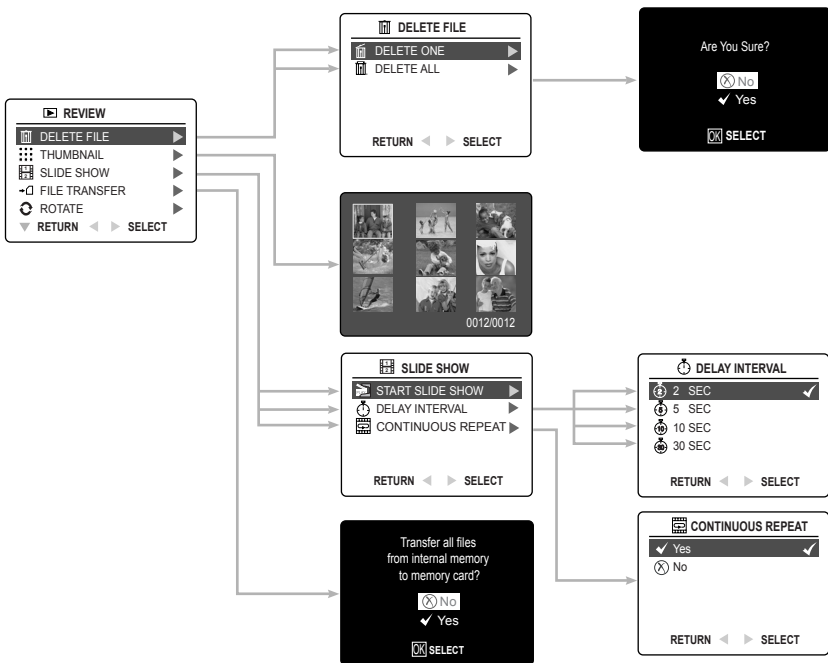 REVIEW
DELETE FILE
THUMBNAIL
SLIDE SHOW
FILE TRANSFER
ROTATE
RETURN SELECT
DELETE FILE
DELETE ONE
DELETE ALL
RETURN SELECT
Are You Sure?
No
Yes
OK SELECT
0012/0012
SLIDE SHOW
START SLIDE SHOW
DELAY INTERVAL
CONTINUOUS REPEAT
RETURN SELECT
DELAY INTERVAL
2 2 SEC
5 5 SEC
10 10 SEC
30 SEC
RETURN SELECT
Transfer all files
from internal memory
to memory card?
No
Yes
OK SELECT
CONTINUOUS REPEAT
Yes
No
RETURN SELECT